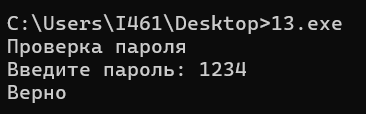 C:\Users\I461\Desktop>13.exe
Проверка пароля
Введите пароль: 1234
Верно